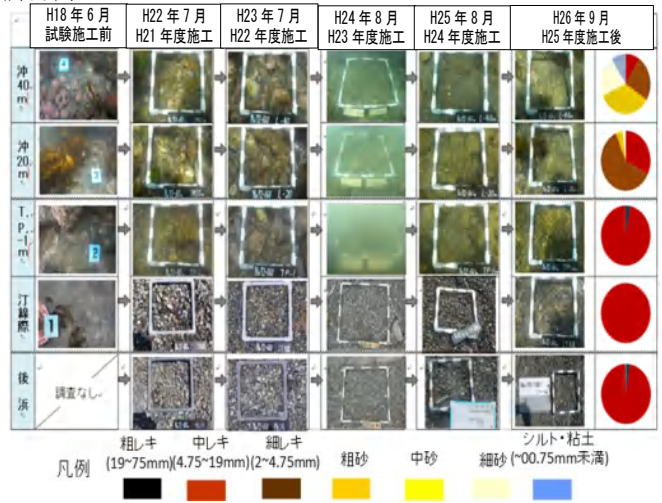 H18年6月 試験施工前
H22年7月 H21年度施工
H23年7月 H22年度施工
H24年8月 H23年度施工
H25年8月 H24年度施工
H26年9月 H25年度施工後
沖40m
4
沖20m
3
T.P.-1m
2
汀線際
1
後浜
調査なし
凡例
粗レキ (19~75mm)
中レキ (4.75~19mm)
細レキ (2~4.75mm)
粗砂
中砂
細砂
シルト・粘土 (~00.75mm未満)